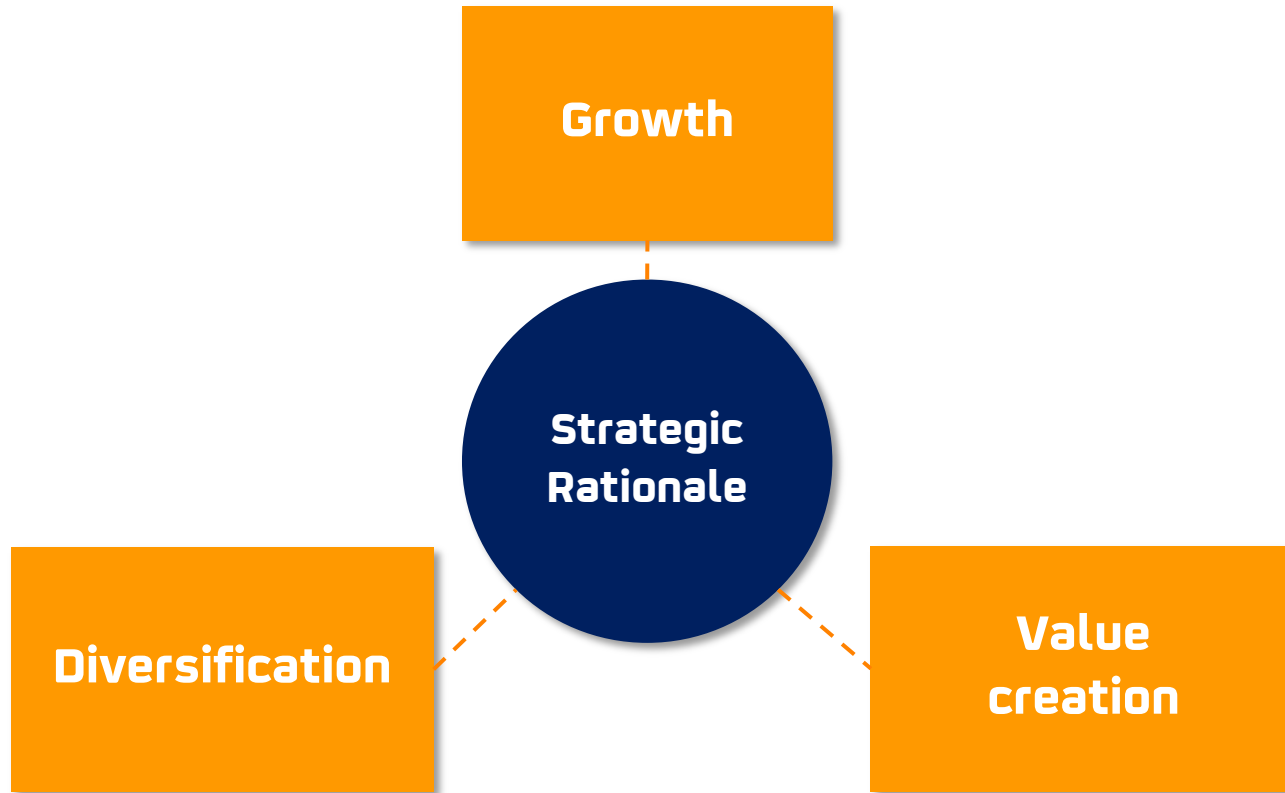 Growth
Strategic
Rationale
Diversification
Value
creation